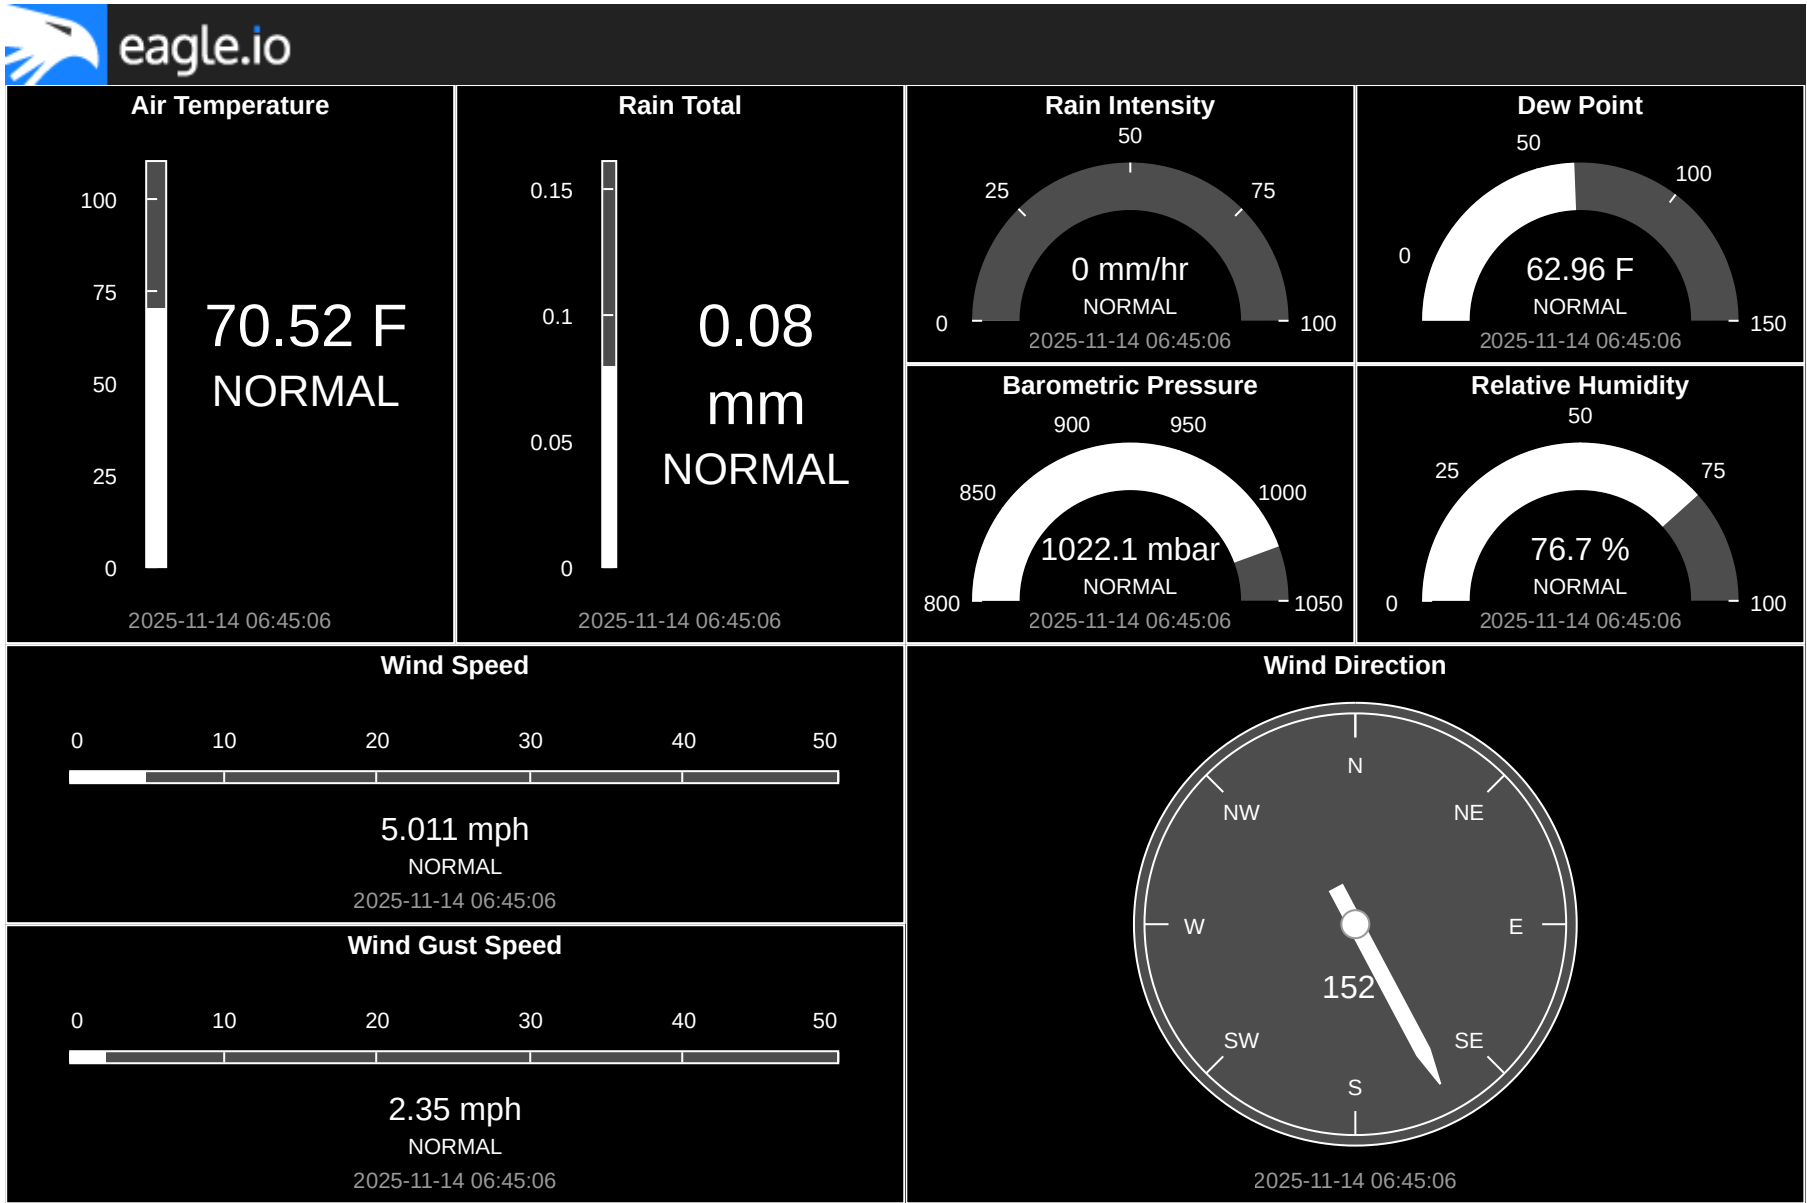 eagle.io
Air Temperature
100
75
50
25
0
70.52 F
NORMAL
2025-11-14 06:45:06
Rain Total
0.15
0.1
0.05
0
0.08
mm
NORMAL
2025-11-14 06:45:06
Rain Intensity
0
25
50
75
100
0 mm/hr
NORMAL
2025-11-14 06:45:06
Dew Point
0
50
100
150
62.96 F
NORMAL
2025-11-14 06:45:06
Barometric Pressure
800
850
900
950
1000
1050
1022.1 mbar
NORMAL
2025-11-14 06:45:06
Relative Humidity
0
25
50
75
100
76.7 %
NORMAL
2025-11-14 06:45:06
Wind Speed
0 10 20 30 40 50
5.011 mph
NORMAL
2025-11-14 06:45:06
Wind Gust Speed
0 10 20 30 40 50
2.35 mph
NORMAL
2025-11-14 06:45:06
Wind Direction
N
NW NE
W E
152
SW SE
S
2025-11-14 06:45:06